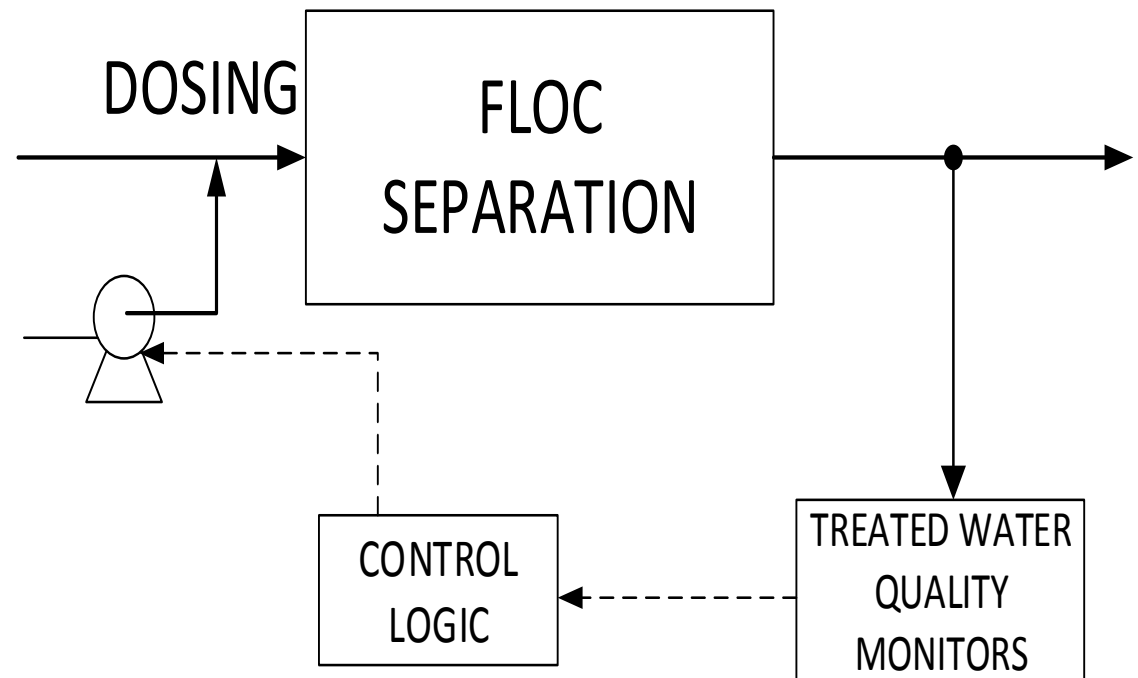 DOSING
FLOC
SEPARATION
CONTROL
LOGIC
TREATED WATER
QUALITY
MONITORS